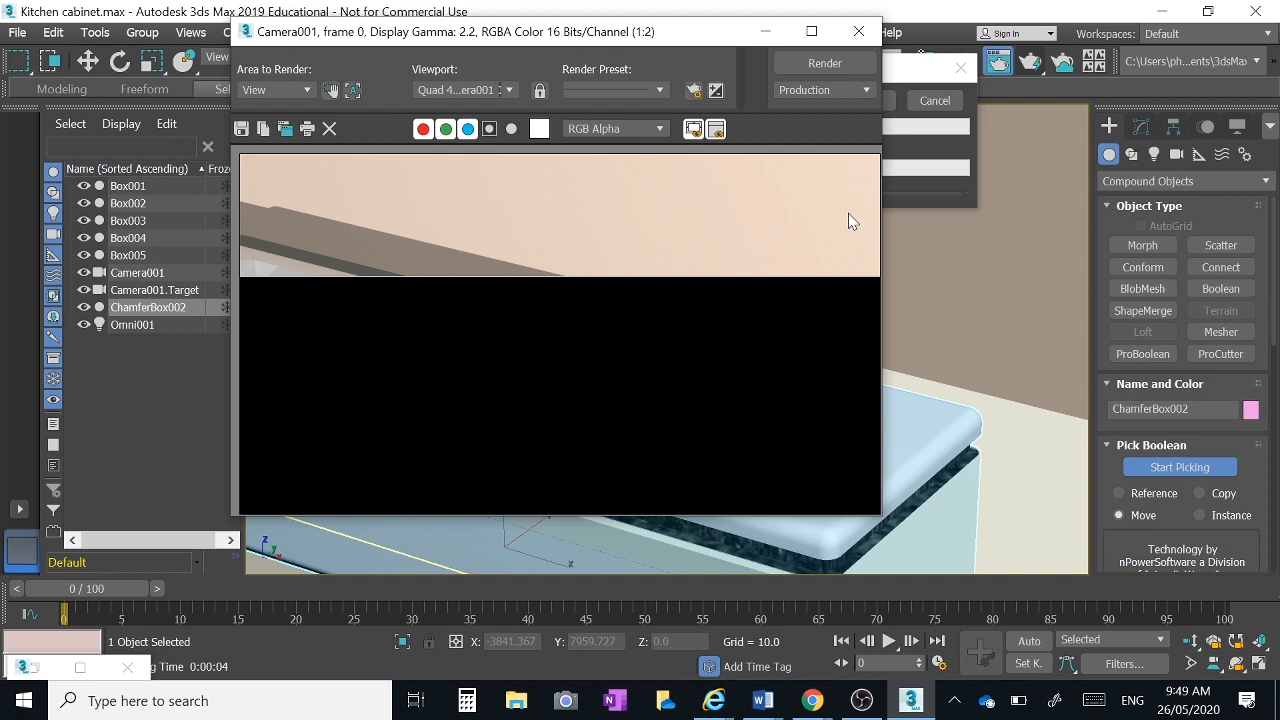 Kitchen cabinet.max - Autodesk 3ds Max 2019 Educational - Not for Commercial Use
File Edit Tools Group Views Help Sign In Workspaces: Default
Camera001, frame 0, Display Gamma: 2.2, RGBA Color 16 Bits/Channel (1:2)
View C:\Users\ph...ents\3dsMax
Area to Render: Viewport: Render Preset: Render
View Quad 4...era001 Production
Modeling Freeform Cancel
RGB Alpha
Select Display Edit
Name (Sorted Ascending) Froze
Box001
Box002
Box003
Box004
Box005
Camera001
Camera001.Target
ChamferBox002
Omni001
Compound Objects
Object Type
AutoGrid
Morph Scatter
Conform Connect
BlobMesh Boolean
ShapeMerge Terrain
Loft Mesher
ProBoolean ProCutter
Name and Color
ChamferBox002
Pick Boolean
Start Picking
Reference Copy
Move Instance
Technology by
nPowerSoftware a Division
z y x
x
Default
0 / 100
0 5 10 15 20 25 30 35 40 45 50 55 60 65 70 75 80 85 90 95 100
1 Object Selected X: -3841.367 Y: 7959.727 Z: 0.0 Grid = 10.0 Auto Selected
g Time 0:00:04 Add Time Tag 0 Set K. Filters...
Type here to search ENG 9:49 AM
26/05/2020